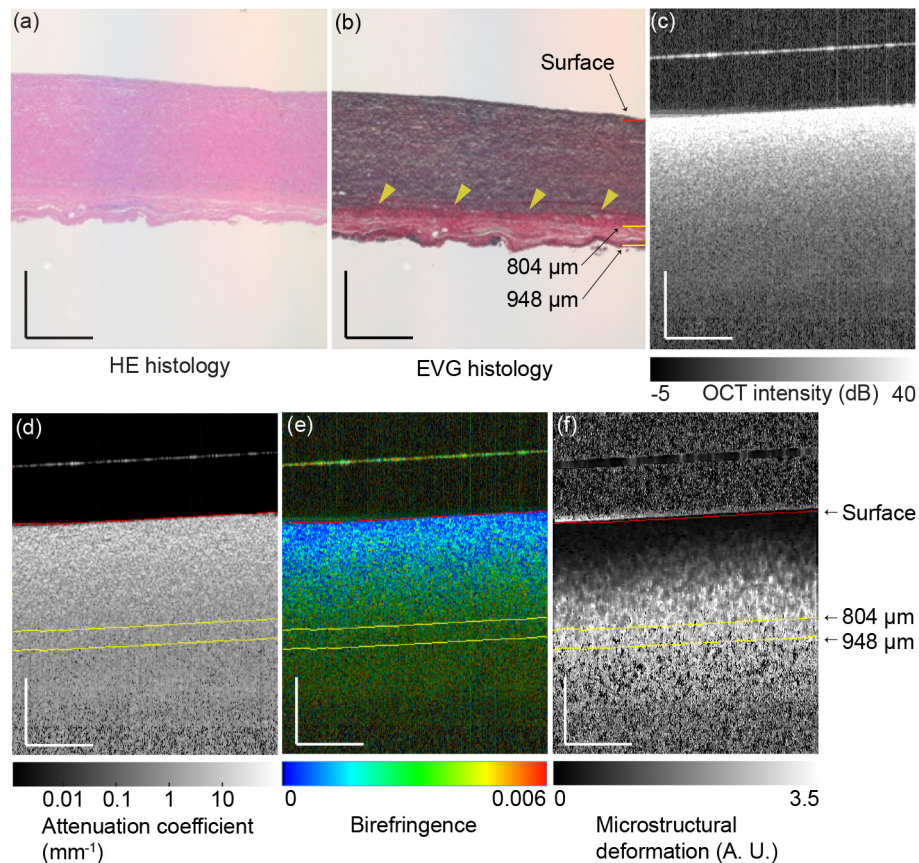 (a)
(b)
(c)
Surface
804 µm
948 µm
HE histology
EVG histology
-5 OCT intensity (dB) 40
(d)
(e)
(f)
Surface
804 µm
948 µm
0.01 0.1 1 10
Attenuation coefficient
(mm⁻¹)
0 0.006
Birefringence
0 3.5
Microstructural
deformation (A. U.)